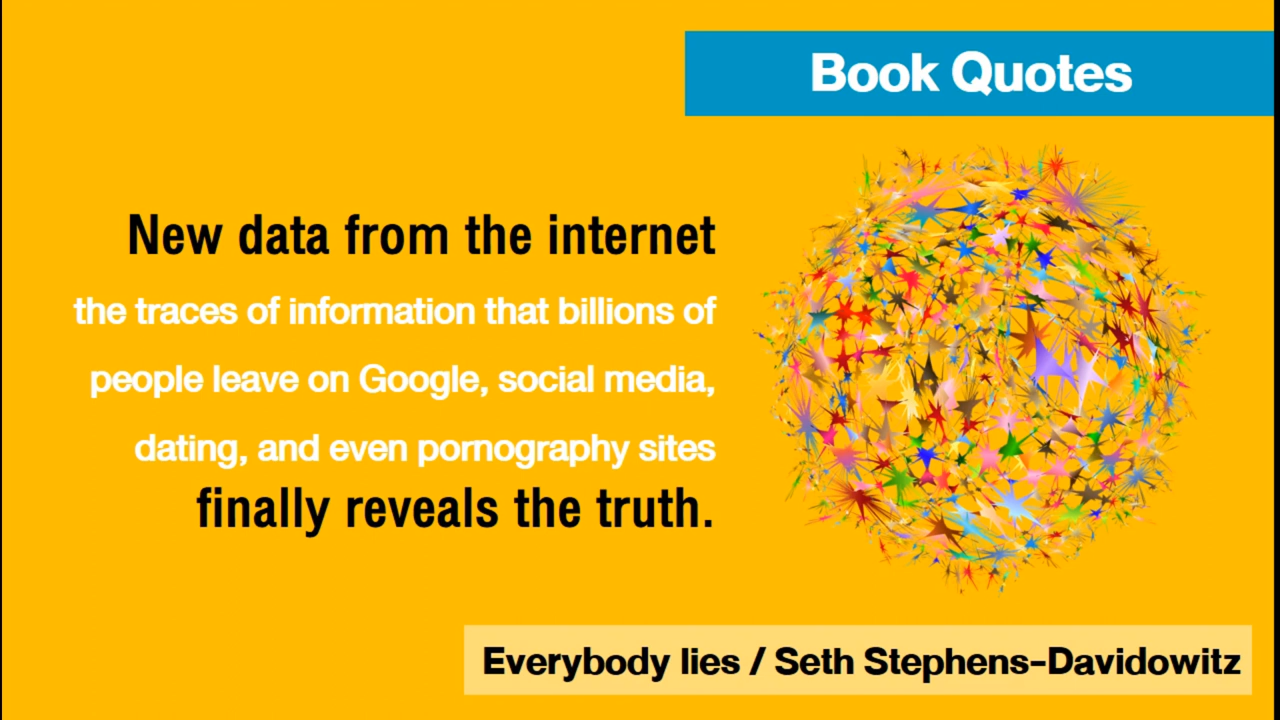 Book Quotes
New data from the internet
the traces of information that billions of
people leave on Google, social media,
dating, and even pornography sites
finally reveals the truth.
Everybody lies / Seth Stephens-Davidowitz